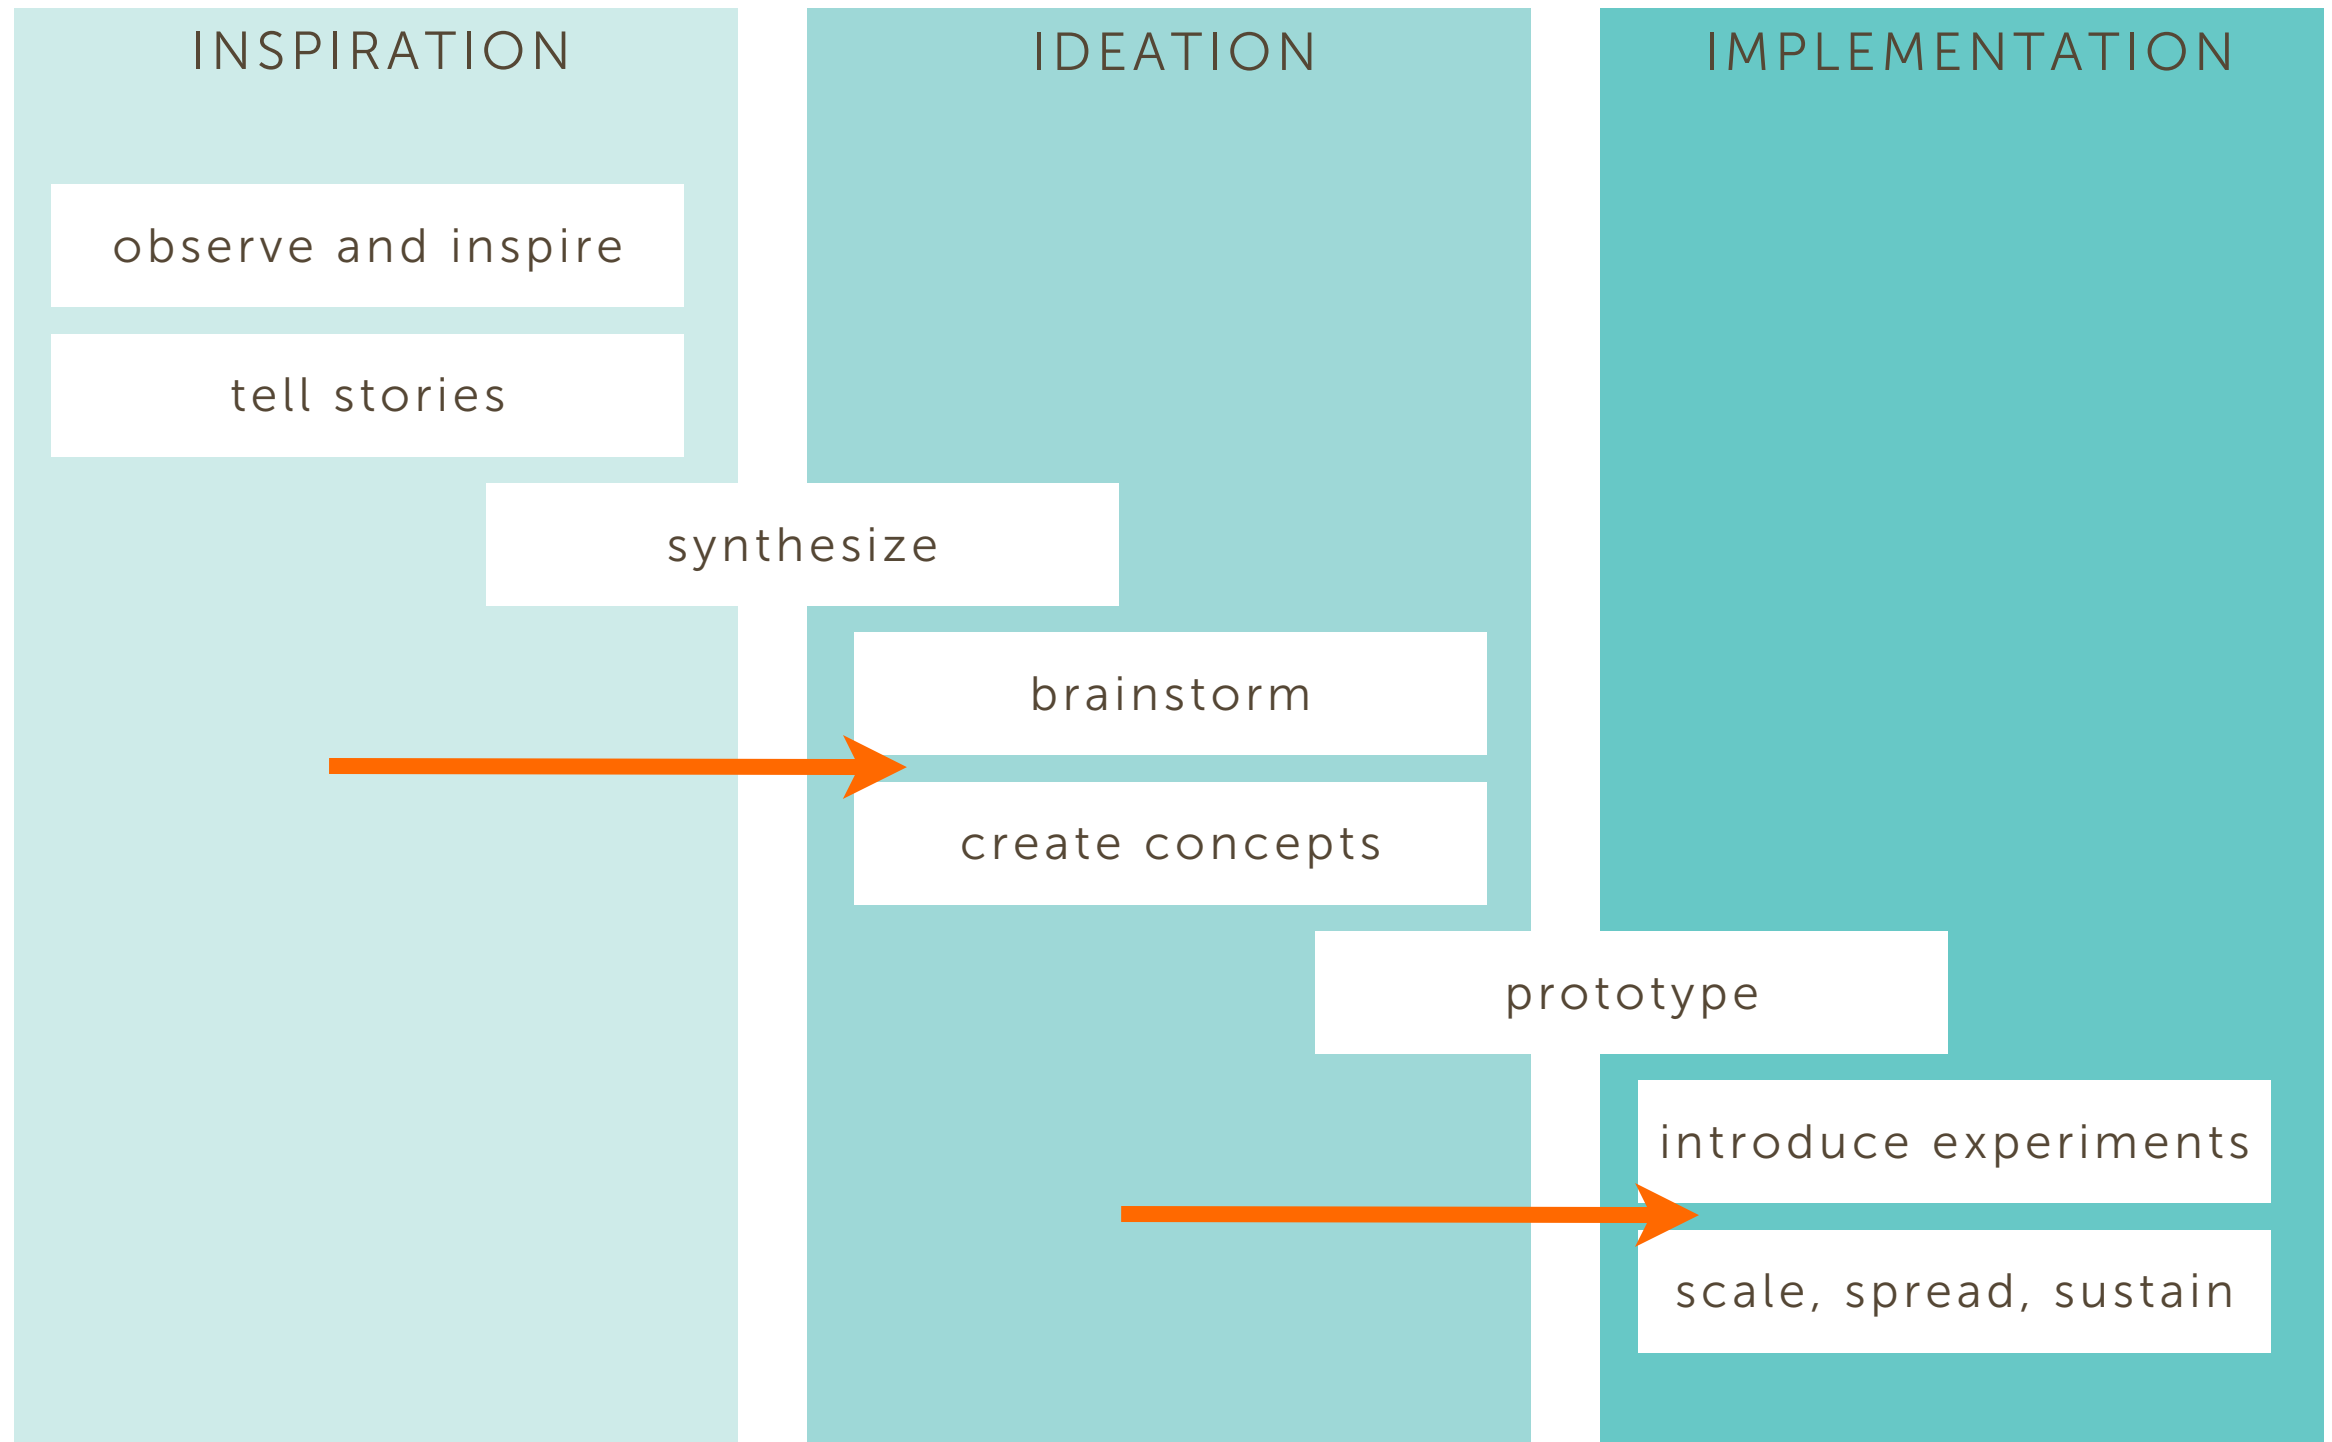 INSPIRATION
IDEATION
IMPLEMENTATION
observe and inspire
tell stories
synthesize
brainstorm
create concepts
prototype
introduce experiments
scale, spread, sustain